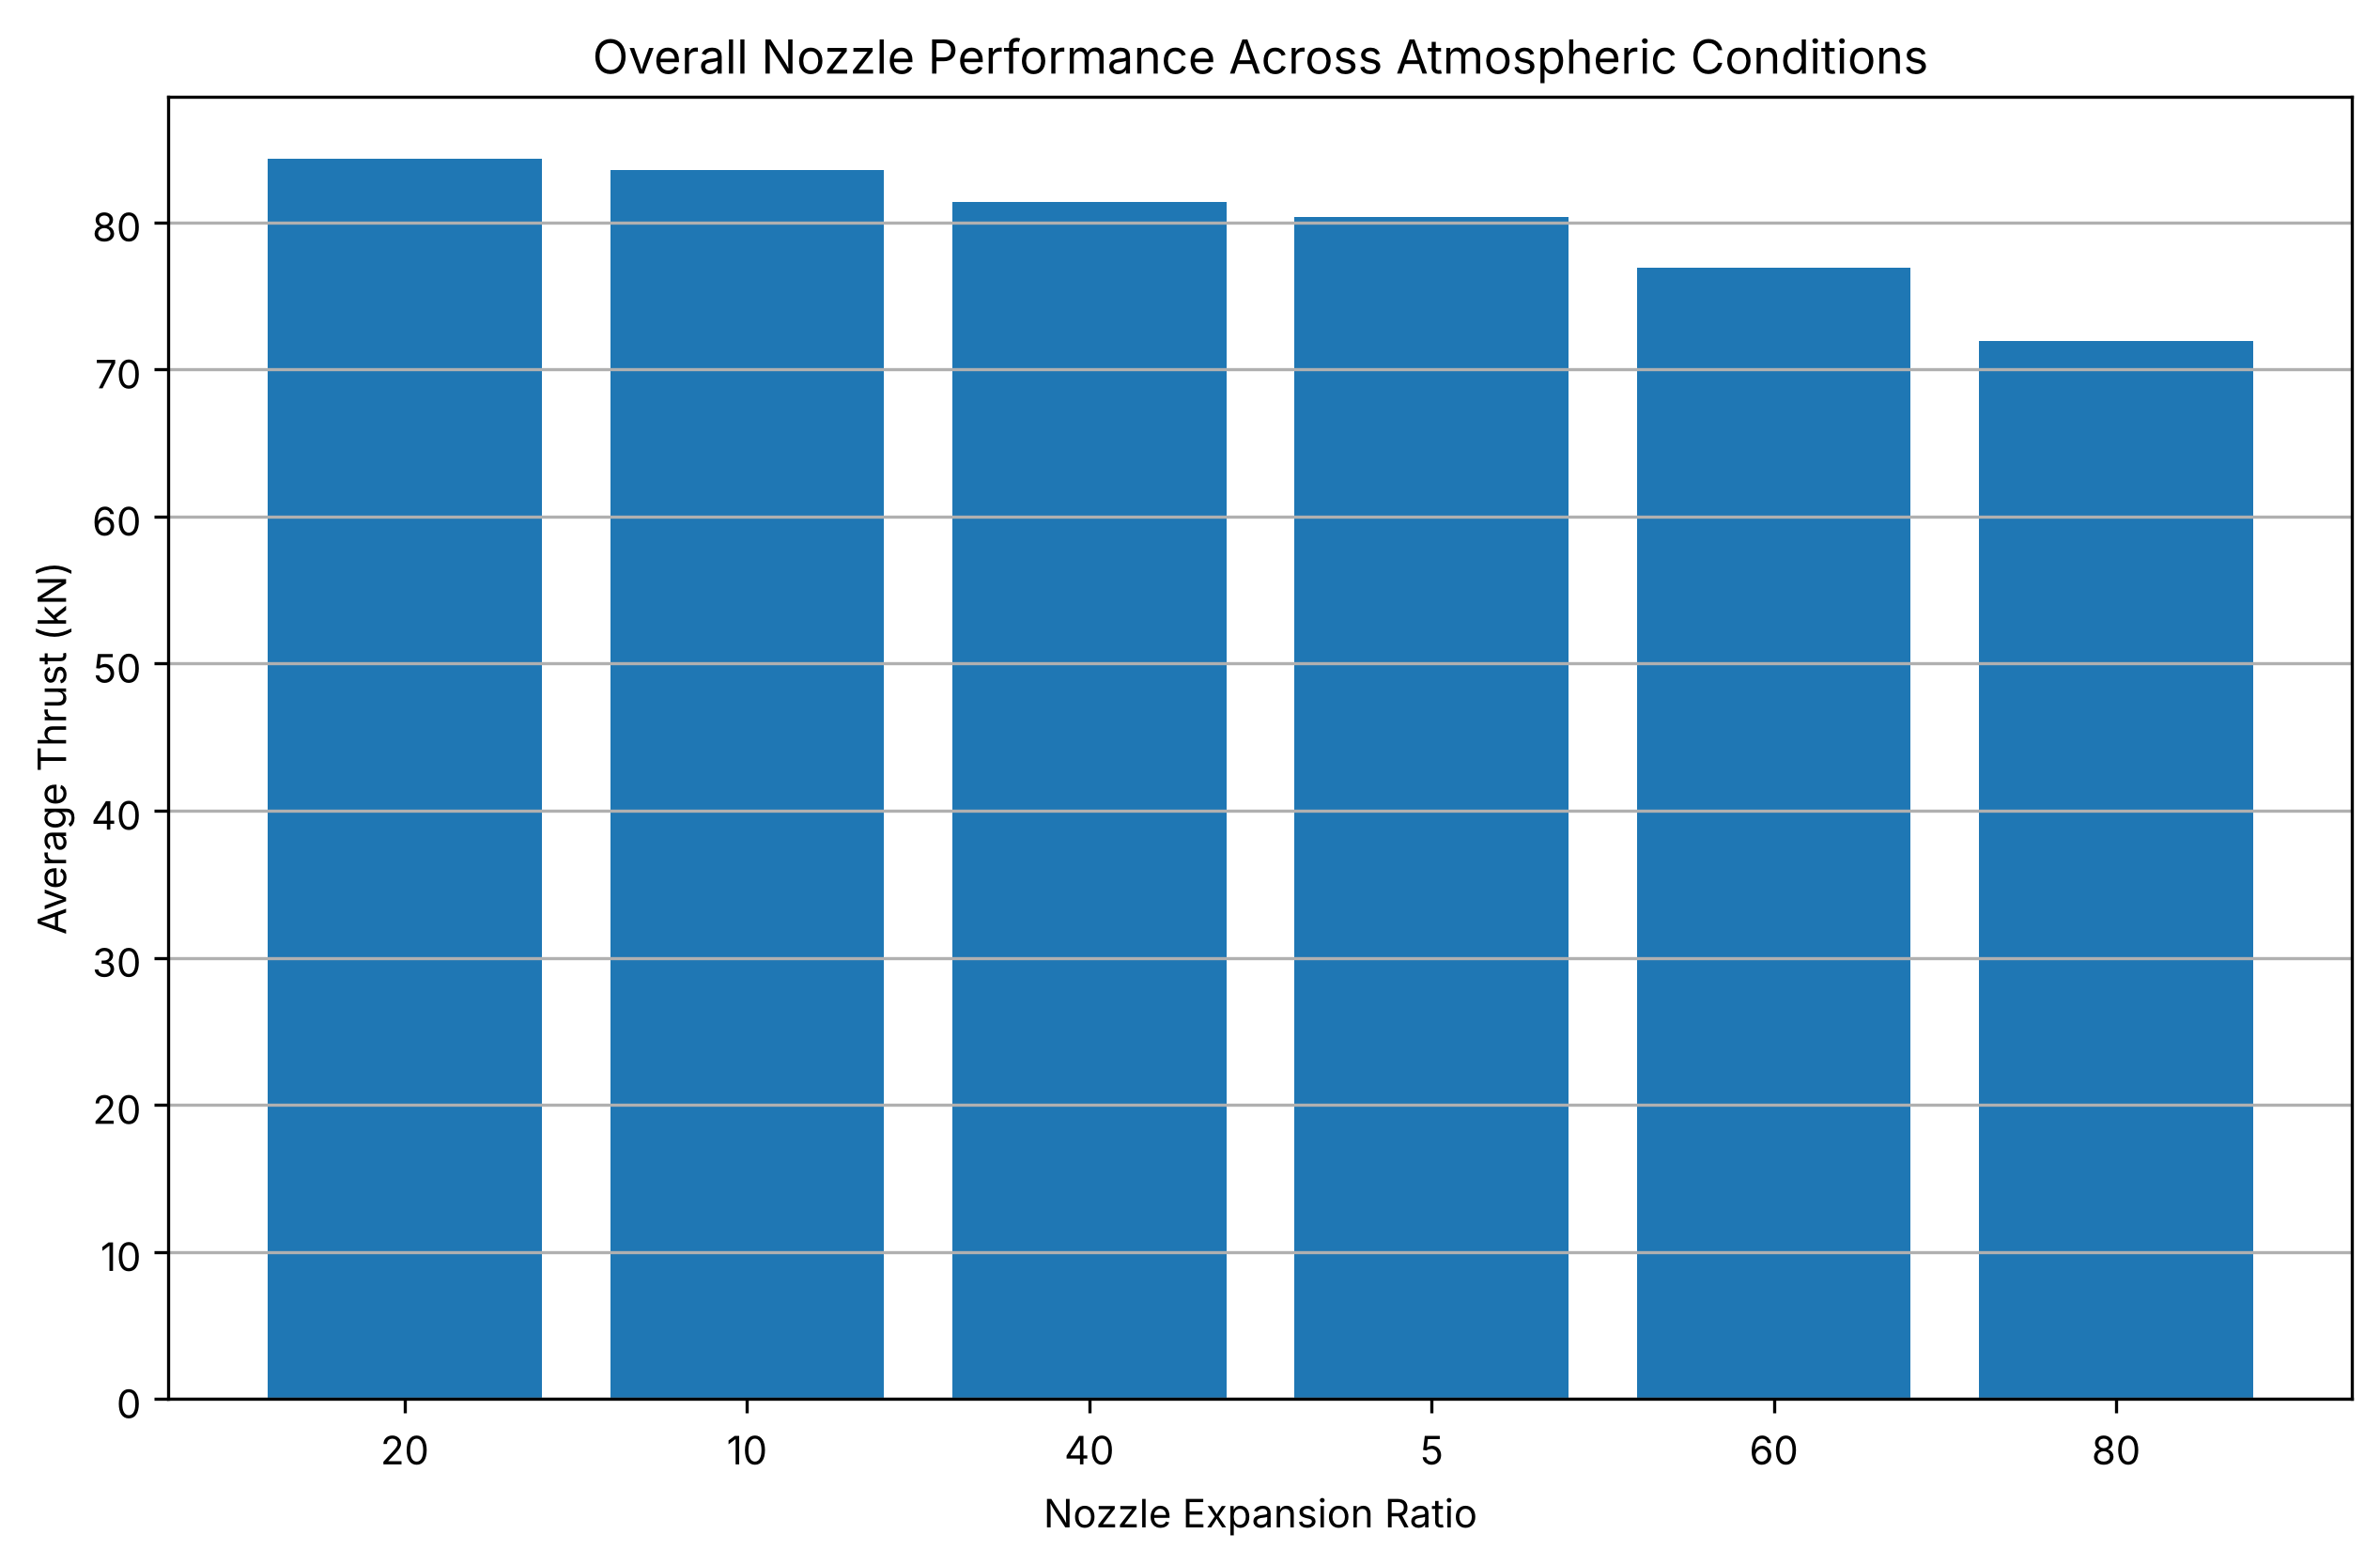 Overall Nozzle Performance Across Atmospheric Conditions
Average Thrust (kN)
80
70
60
50
40
30
20
10
0
20 10 40 5 60 80
Nozzle Expansion Ratio